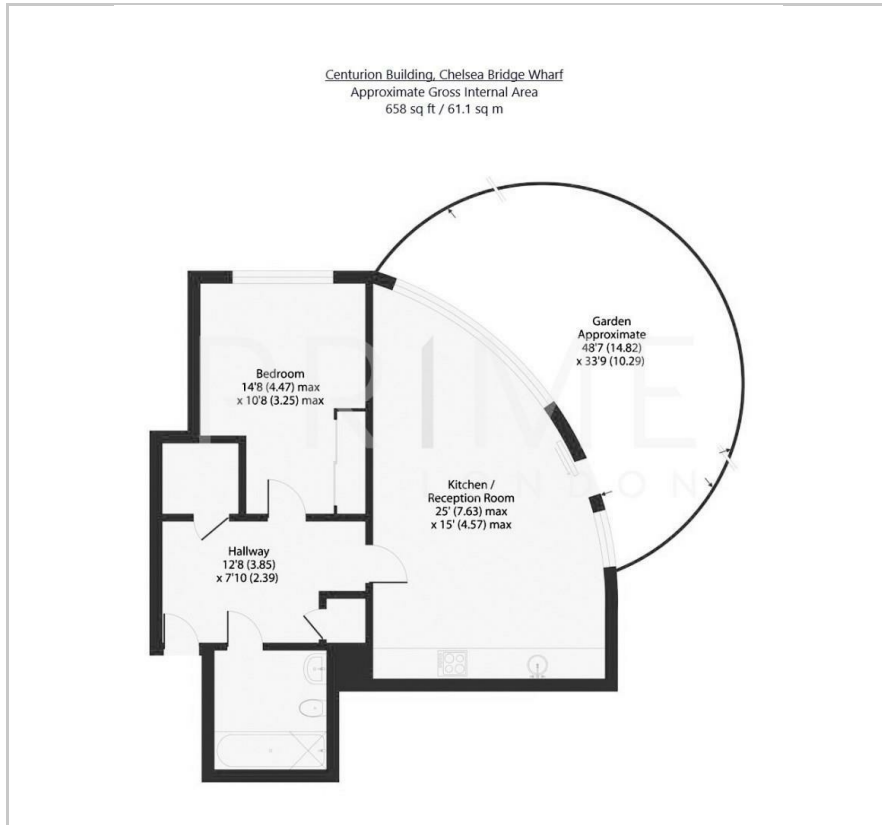 Centurion Building, Chelsea Bridge Wharf
Approximate Gross Internal Area
658 sq ft / 61.1 sq m
Garden
Approximate
48'7 (14.82)
x 33'9 (10.29)
Bedroom
14'8 (4.47) max
x 10'8 (3.25) max
PRIME
LONDON
Kitchen /
Reception Room
25' (7.63) max
x 15' (4.57) max
Hallway
12'8 (3.85)
x 7'10 (2.39)